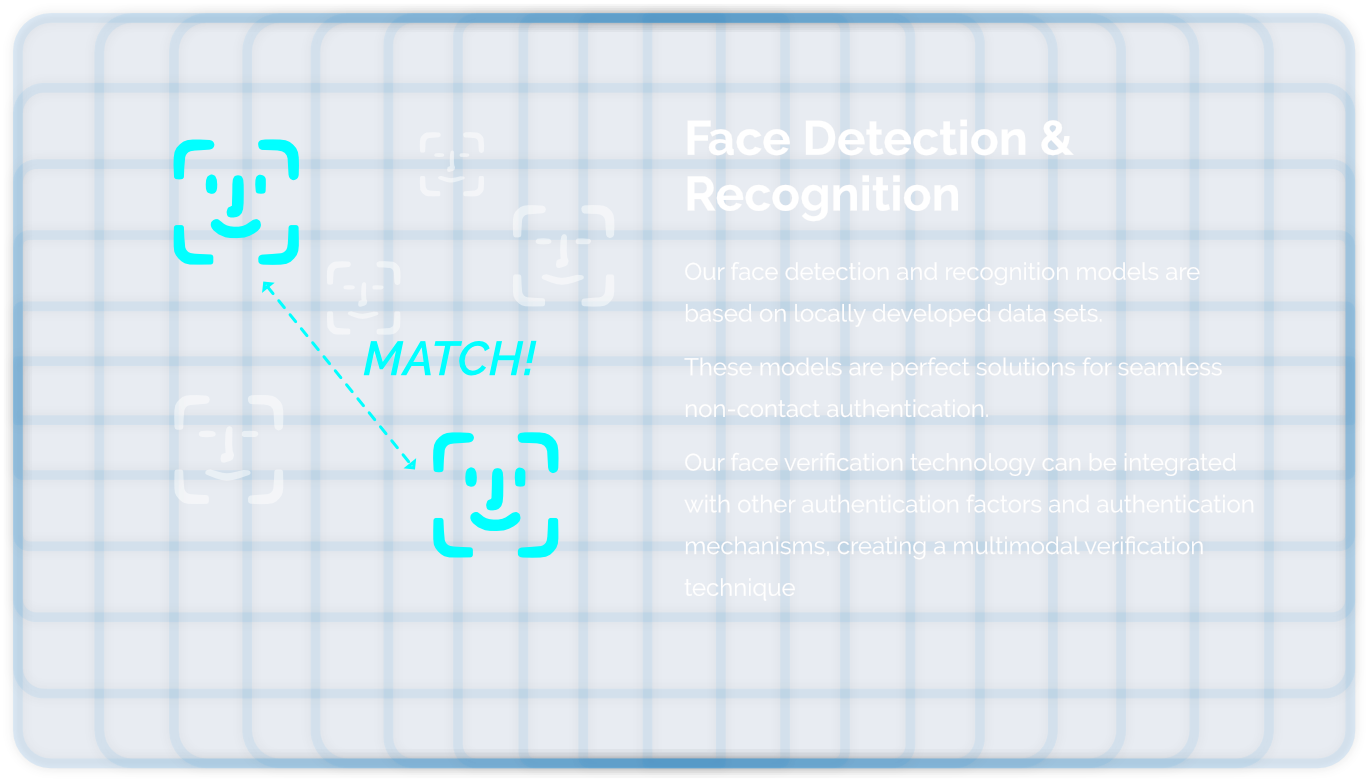 Face Detection &
Recognition
Our face detection and recognition models are
based on locally developed data sets.
These models are perfect solutions for seamless
non-contact authentication.
Our face verification technology can be integrated
with other authentication factors and authentication
mechanisms, creating a multimodal verification
technique
MATCH!